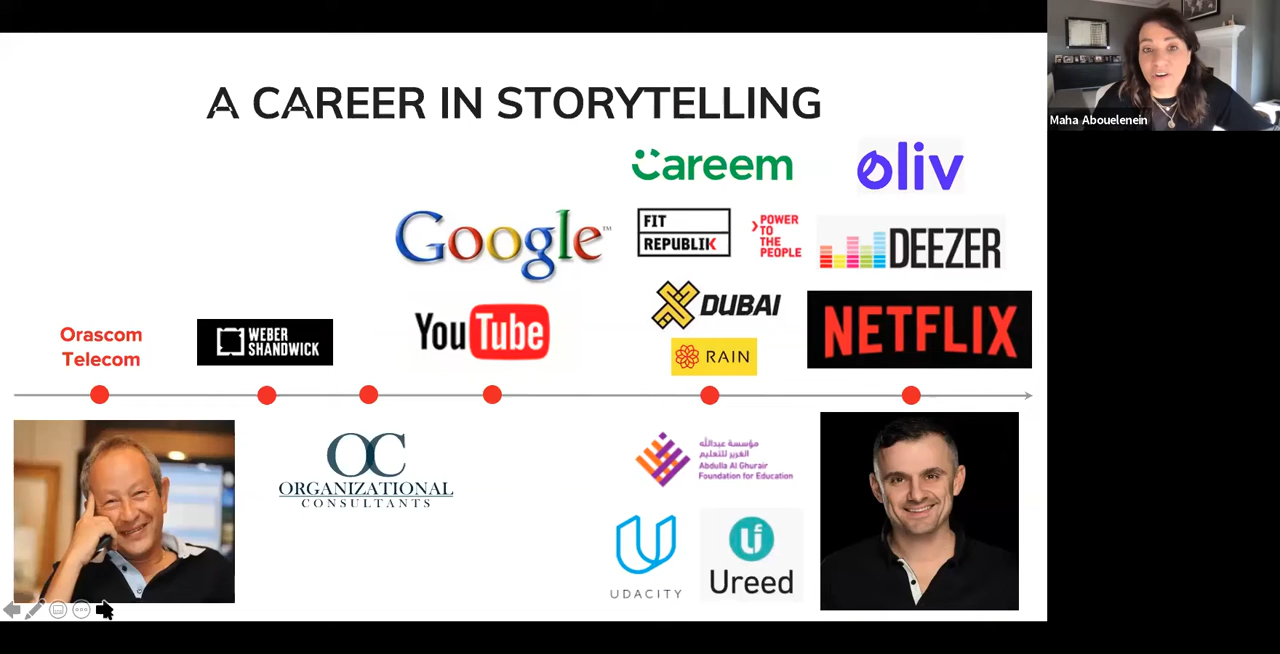 A CAREER IN STORYTELLING
Maha Abouelenein
Careem
oliv
Google™
FIT
REPUBLIK
POWER
TO
THE
PEOPLE
DEEZER
YouTube
DUBAI
NETFLIX
Orascom
Telecom
WEBER
SHANDWICK
RAIN
OC
ORGANIZATIONAL
CONSULTANTS
مؤسسة عبدالله
الغرير للتعليم
Abdulla Al Ghurair
Foundation for Education
UDACITY
Ureed